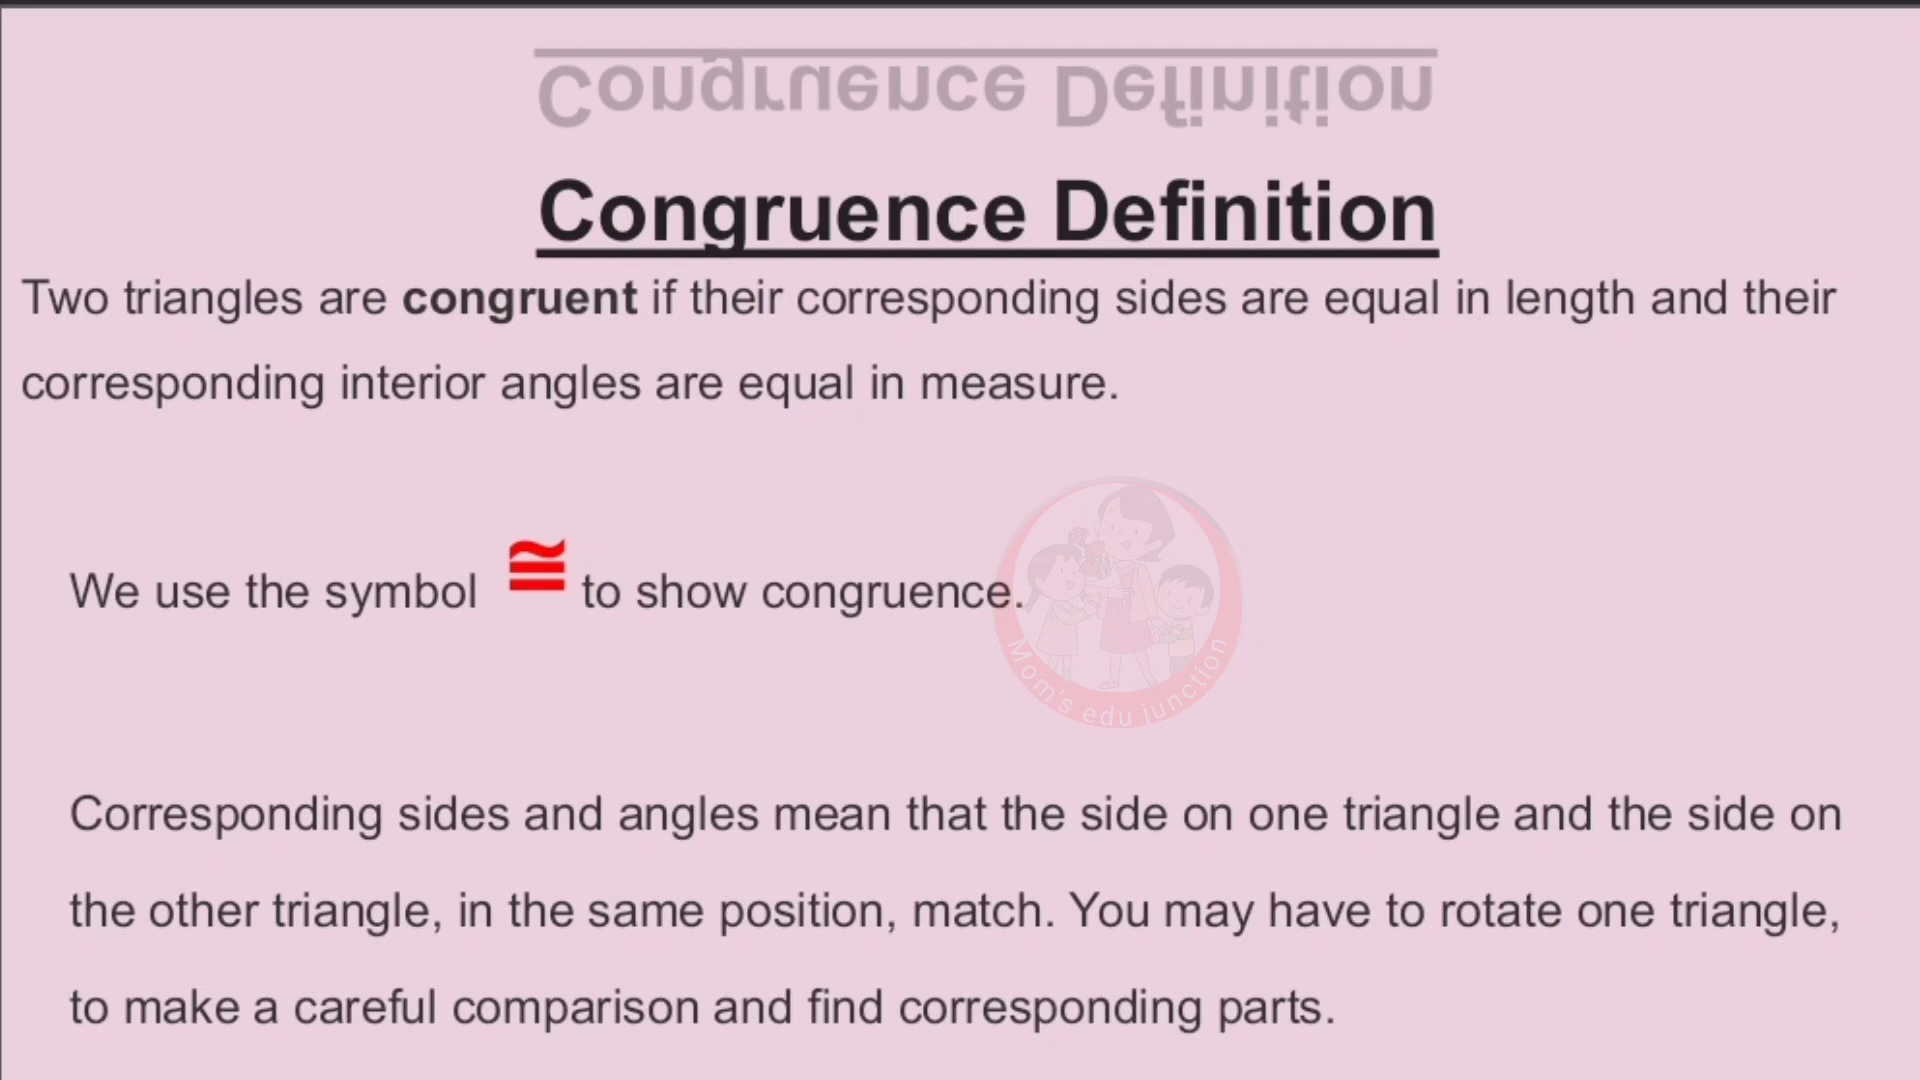 Congruence Definition
Congruence Definition
Two triangles are congruent if their corresponding sides are equal in length and their
corresponding interior angles are equal in measure.
We use the symbol ≅ to show congruence.
Mom's edu junction
Corresponding sides and angles mean that the side on one triangle and the side on
the other triangle, in the same position, match. You may have to rotate one triangle,
to make a careful comparison and find corresponding parts.